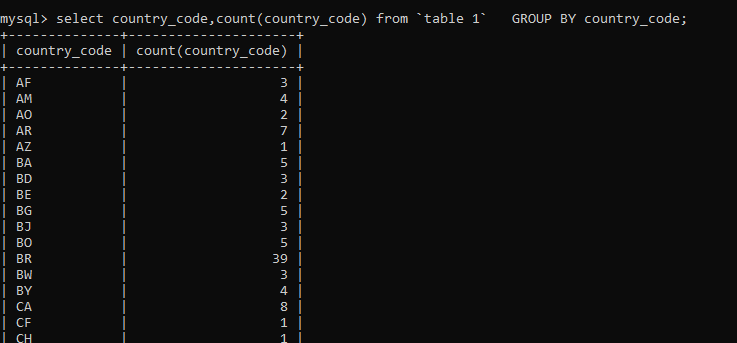 mysql> select country_code,count(country_code) from `table 1`   GROUP BY country_code;
+--------------+---------------------+
| country_code | count(country_code) |
+--------------+---------------------+
| AF           |                   3 |
| AM           |                   4 |
| AO           |                   2 |
| AR           |                   7 |
| AZ           |                   1 |
| BA           |                   5 |
| BD           |                   3 |
| BE           |                   2 |
| BG           |                   5 |
| BJ           |                   3 |
| BO           |                   5 |
| BR           |                  39 |
| BW           |                   3 |
| BY           |                   4 |
| CA           |                   8 |
| CF           |                   1 |
| CH           |                   1 |